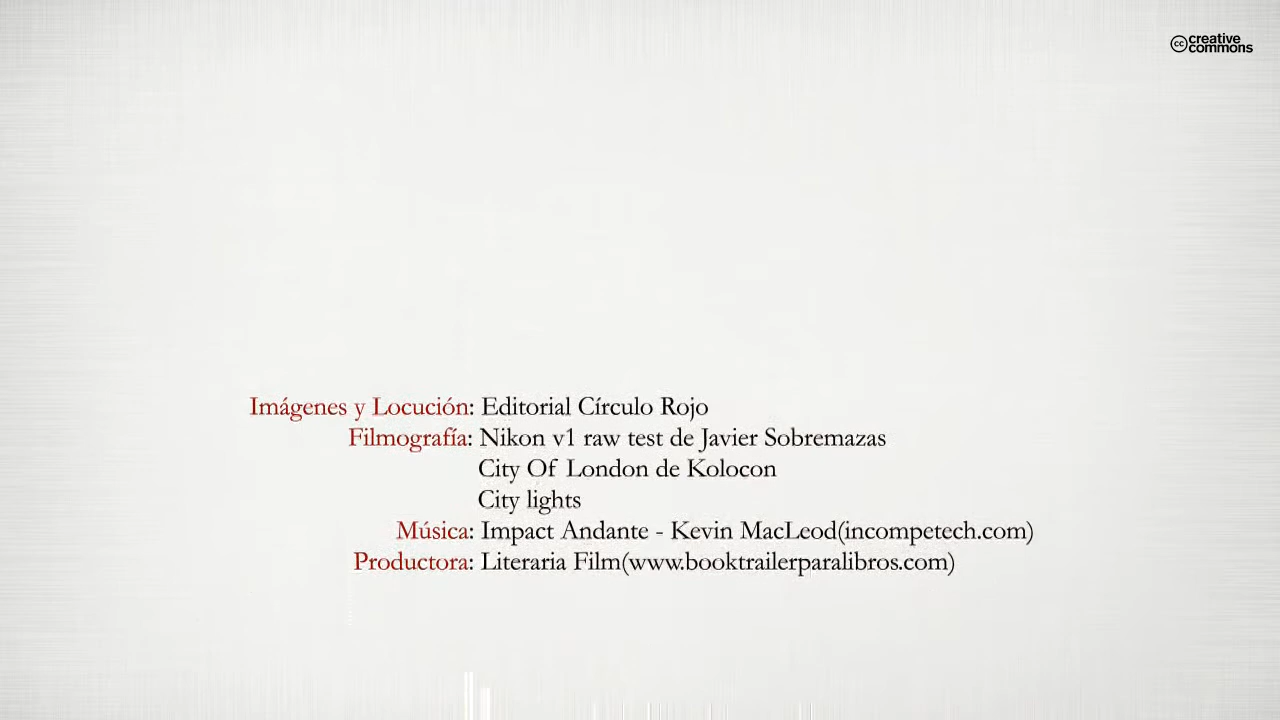 cc creative
commons
Imágenes y Locución: Editorial Círculo Rojo
Filmografía: Nikon v1 raw test de Javier Sobremazas
City Of London de Kolocon
City lights
Música: Impact Andante - Kevin MacLeod(incompetech.com)
Productora: Literaria Film(www.booktrailerparalibros.com)